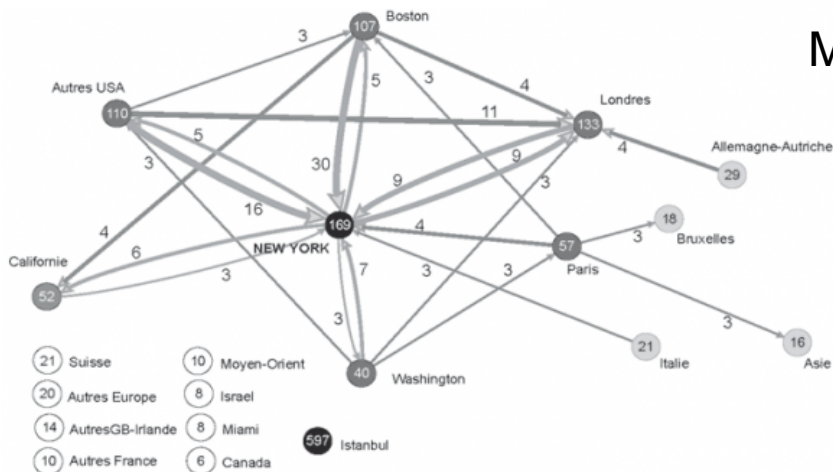 Boston
107
M
3
5
3
4
Autres USA
Londres
110
11
133
5
Allemagne-Autriche
3
30
9
9
4
29
16
3
18
169
4
4
NEW YORK
57
3
Bruxelles
6
Californie
7
3
3
Paris
52
3
3
3
21
16
Italie
Asie
40
Washington
21 Suisse
10 Moyen-Orient
20 Autres Europe
8 Israel
14 AutresGB-Irlande
8 Miami
597 Istanbul
10 Autres France
6 Canada